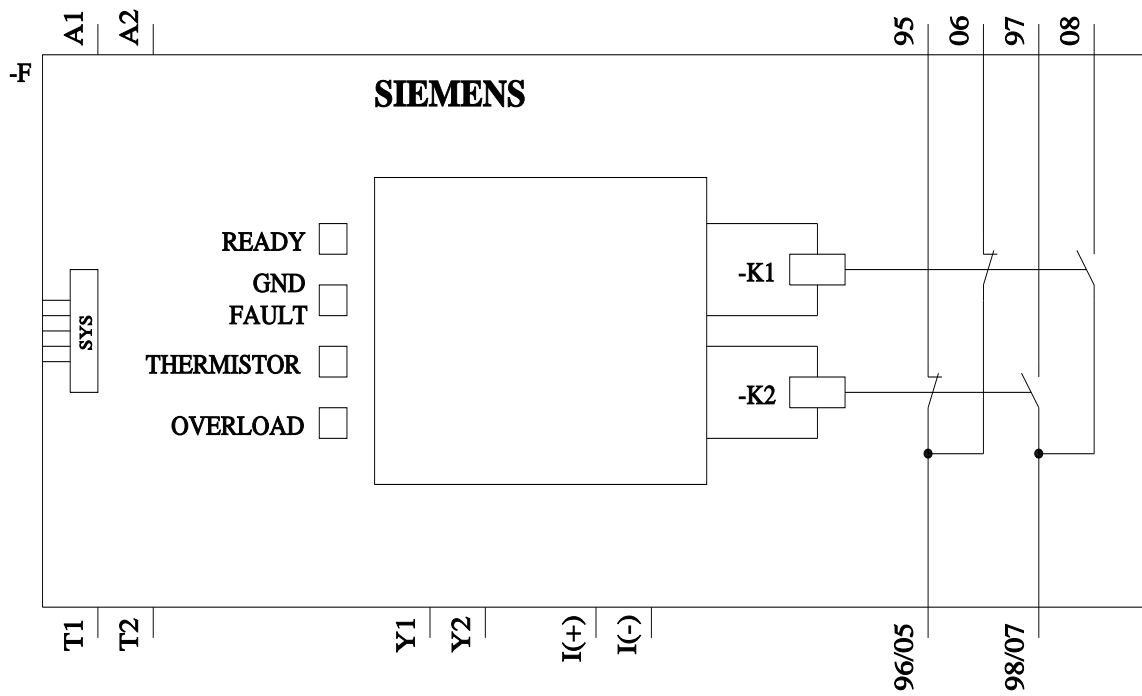 A1
A2
95
06
97
08
-F
SIEMENS
READY
GND
FAULT
THERMISTOR
OVERLOAD
SYS
-K1
-K2
T1
T2
Y1
Y2
I(+)
I(-)
96/05
98/07